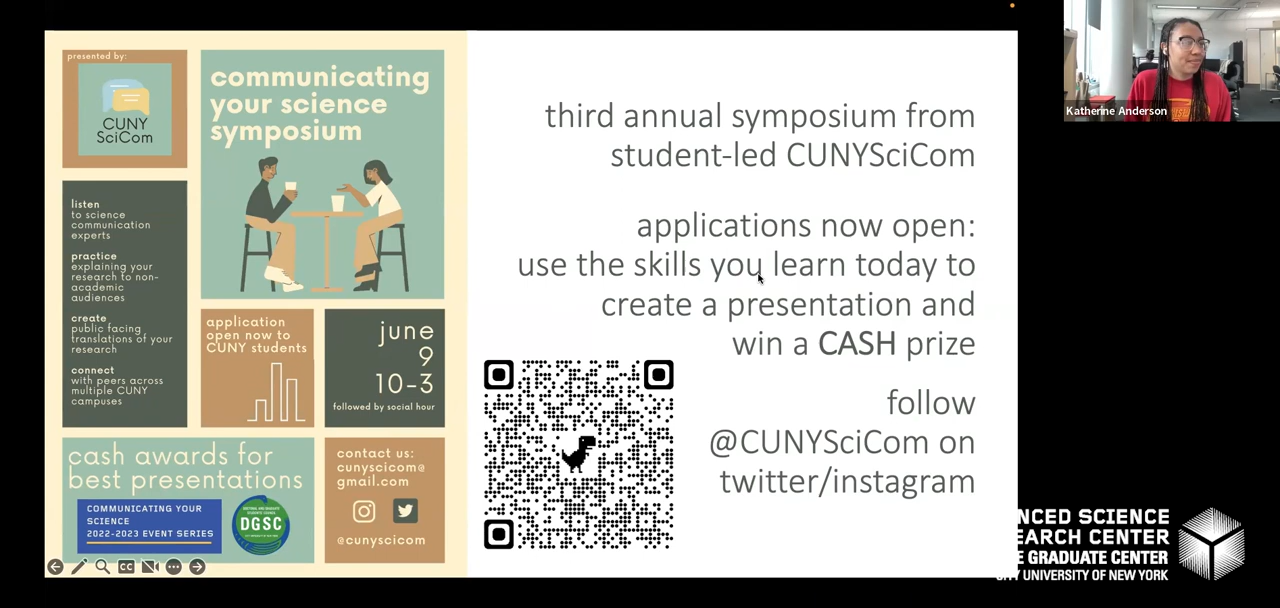 presented by:
CUNY
SciCom
communicating
your science
symposium
listen
to science
communication
experts
practice
explaining your
research to non-
academic
audiences
create
public facing
translations of your
research
connect
with peers across
multiple CUNY
campuses
application
open now to
CUNY students
june
9
10-3
followed by social hour
cash awards for
best presentations
COMMUNICATING YOUR
SCIENCE
2022-2023 EVENT SERIES
DGSC
contact us:
cunyscicom@
gmail.com
@cunyscicom
third annual symposium from
student-led CUNYSciCom
applications now open:
use the skills you learn today to
create a presentation and
win a CASH prize
follow
@CUNYSciCom on
twitter/instagram
CC
Katherine Anderson
NCED SCIENCE
EARCH CENTER
E GRADUATE CENTER
CITY UNIVERSITY OF NEW YORK